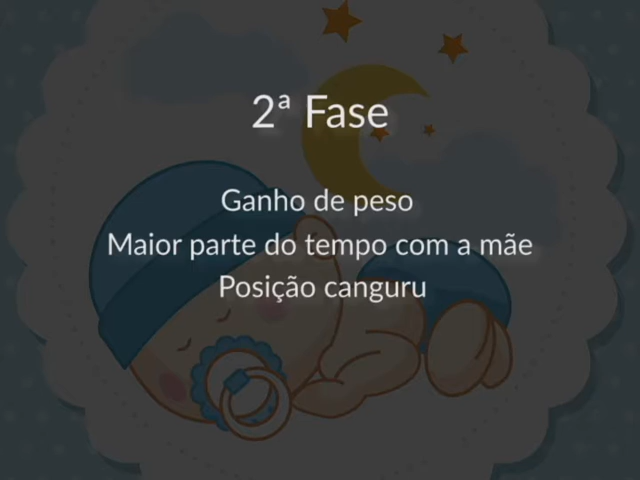 2ª Fase
Ganho de peso
Maior parte do tempo com a mãe
Posição canguru